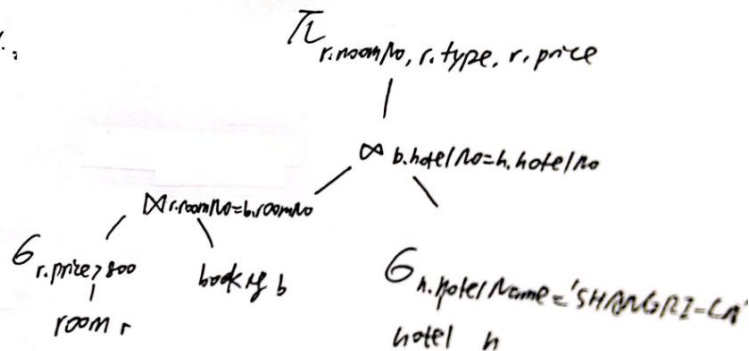 π r.roomNo, r.type, r.price
⋈ b.hotelNo=h.hotelNo
⋈ r.roomNo=b.roomNo
σ r.price>800
booking b
σ h.hotelName='SHANGRI-LA'
room r
hotel h